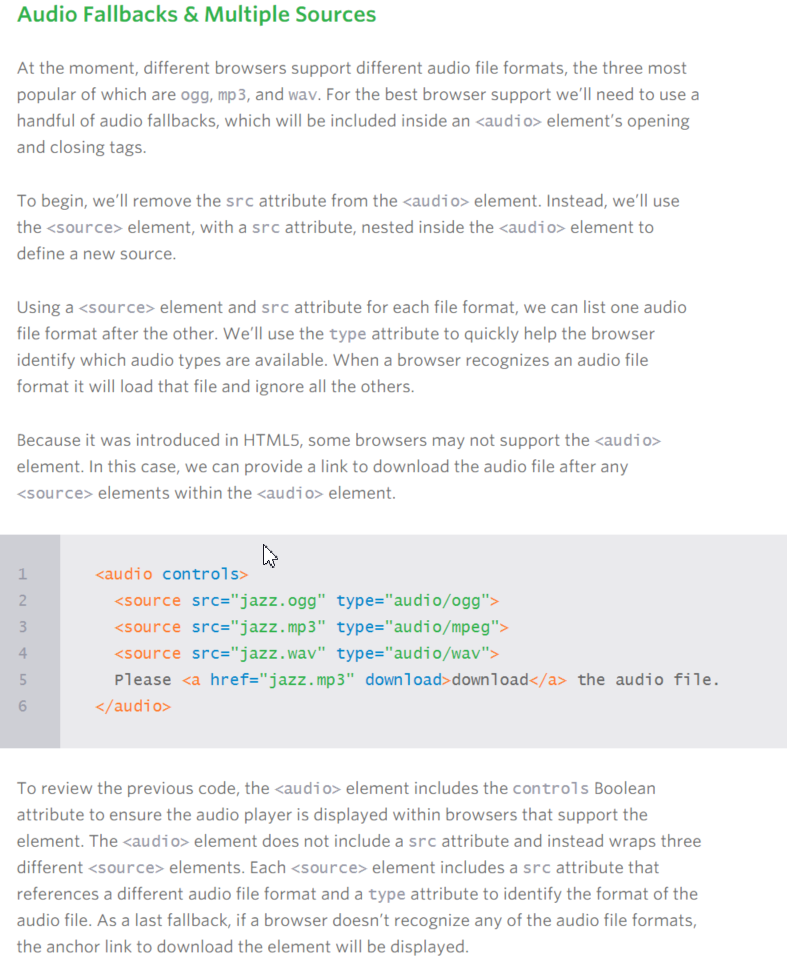 Audio Fallbacks & Multiple Sources
At the moment, different browsers support different audio file formats, the three most
popular of which are ogg, mp3, and wav. For the best browser support we’ll need to use a
handful of audio fallbacks, which will be included inside an <audio> element’s opening
and closing tags.
To begin, we’ll remove the src attribute from the <audio> element. Instead, we’ll use
the <source> element, with a src attribute, nested inside the <audio> element to
define a new source.
Using a <source> element and src attribute for each file format, we can list one audio
file format after the other. We’ll use the type attribute to quickly help the browser
identify which audio types are available. When a browser recognizes an audio file
format it will load that file and ignore all the others.
Because it was introduced in HTML5, some browsers may not support the <audio>
element. In this case, we can provide a link to download the audio file after any
<source> elements within the <audio> element.
1 <audio controls>
2 <source src="jazz.ogg" type="audio/ogg">
3 <source src="jazz.mp3" type="audio/mpeg">
4 <source src="jazz.wav" type="audio/wav">
5 Please <a href="jazz.mp3" download>download</a> the audio file.
6 </audio>
To review the previous code, the <audio> element includes the controls Boolean
attribute to ensure the audio player is displayed within browsers that support the
element. The <audio> element does not include a src attribute and instead wraps three
different <source> elements. Each <source> element includes a src attribute that
references a different audio file format and a type attribute to identify the format of the
audio file. As a last fallback, if a browser doesn’t recognize any of the audio file formats,
the anchor link to download the element will be displayed.